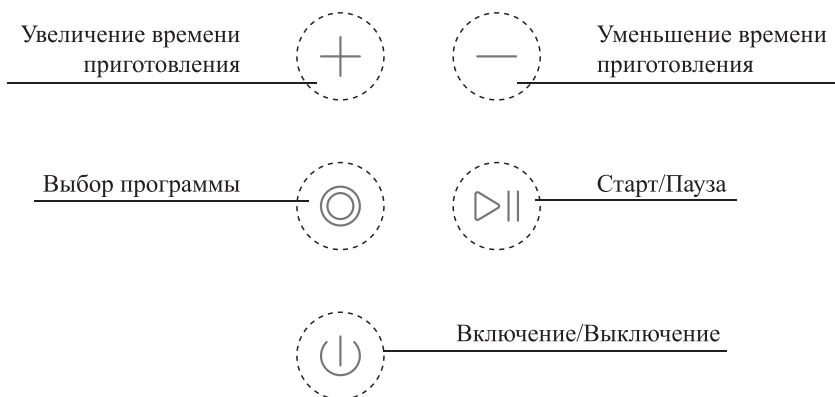 Увеличение времени
приготовления
Уменьшение времени
приготовления
Выбор программы
Старт/Пауза
Включение/Выключение